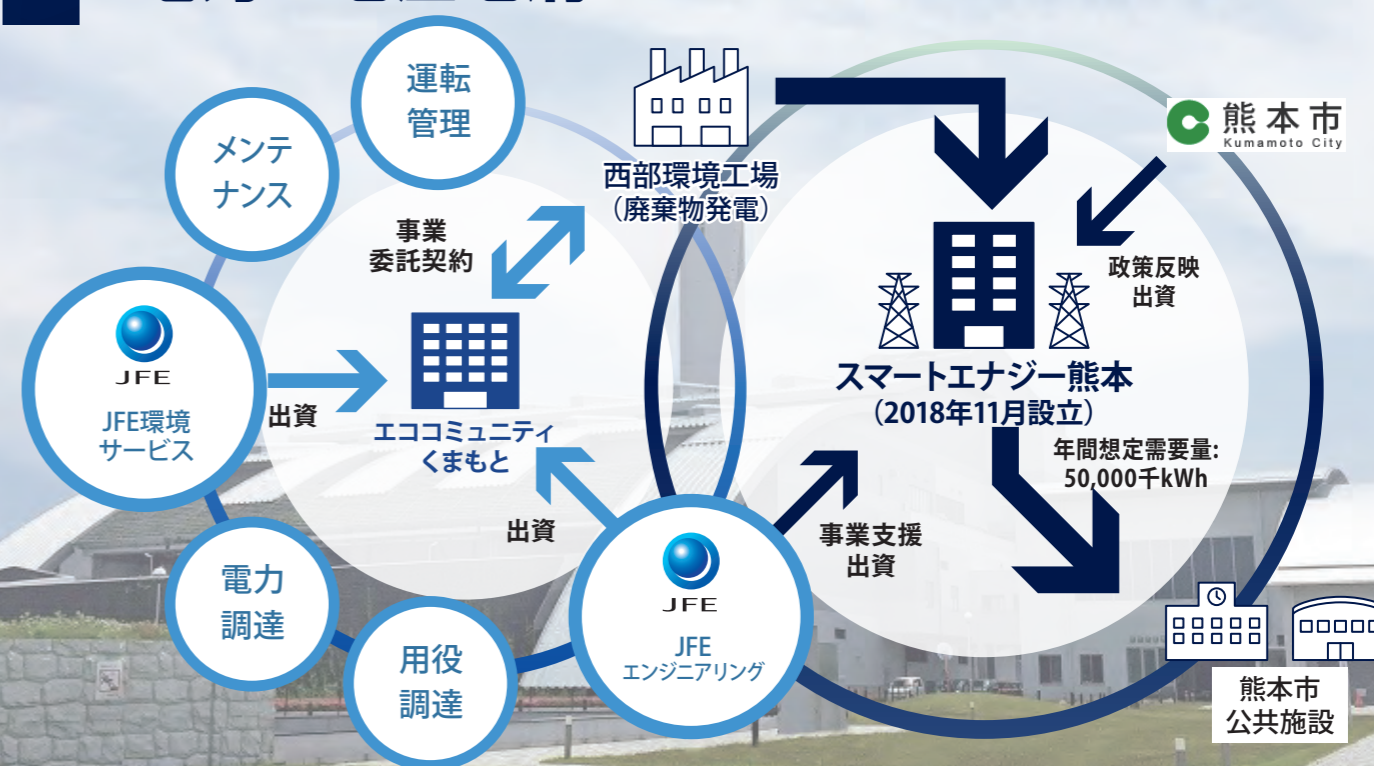 運転
管理
メンテ
ナンス
西部環境工場
（廃棄物発電）
熊本市
Kumamoto City
事業
委託契約
政策反映
出資
JFE
JFE環境
サービス
出資
エココミュニティ
くまもと
スマートエナジー熊本
（2018年11月設立）
年間想定需要量:
50,000千kWh
出資
事業支援
出資
電力
調達
用役
調達
JFE
JFE
エンジニアリング
熊本市
公共施設